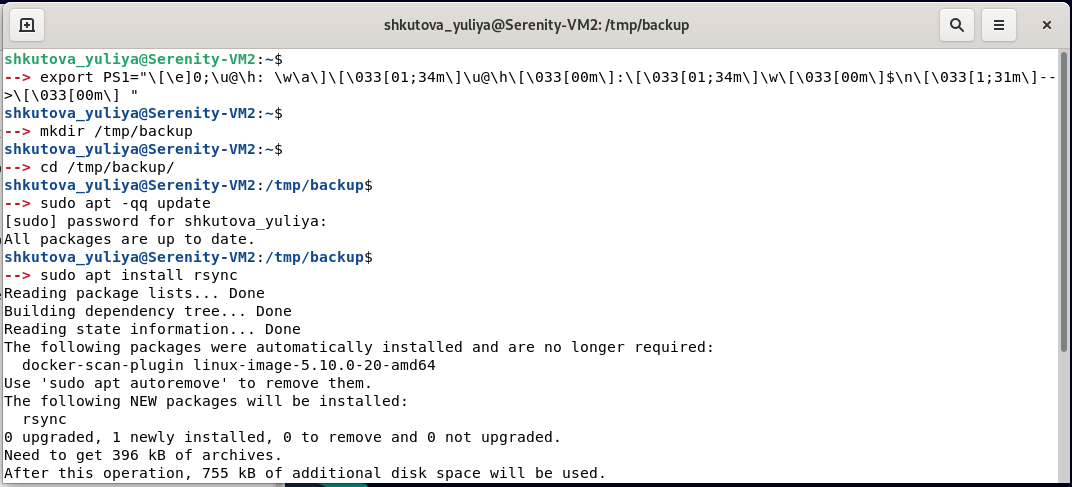 shkutova_yuliya@Serenity-VM2: /tmp/backup
shkutova_yuliya@Serenity-VM2:~$
--> export PS1="\[\e]0;\u@\h: \w\a\]\[\033[01;34m\]\u@\h\[\033[00m\]:\[\033[01;34m\]\w\[\033[00m\]$\n\[\033[1;31m\]--
>\[\033[00m\] "
shkutova_yuliya@Serenity-VM2:~$
--> mkdir /tmp/backup
shkutova_yuliya@Serenity-VM2:~$
--> cd /tmp/backup/
shkutova_yuliya@Serenity-VM2:/tmp/backup$
--> sudo apt -qq update
[sudo] password for shkutova_yuliya:
All packages are up to date.
shkutova_yuliya@Serenity-VM2:/tmp/backup$
--> sudo apt install rsync
Reading package lists... Done
Building dependency tree... Done
Reading state information... Done
The following packages were automatically installed and are no longer required:
  docker-scan-plugin linux-image-5.10.0-20-amd64
Use 'sudo apt autoremove' to remove them.
The following NEW packages will be installed:
  rsync
0 upgraded, 1 newly installed, 0 to remove and 0 not upgraded.
Need to get 396 kB of archives.
After this operation, 755 kB of additional disk space will be used.